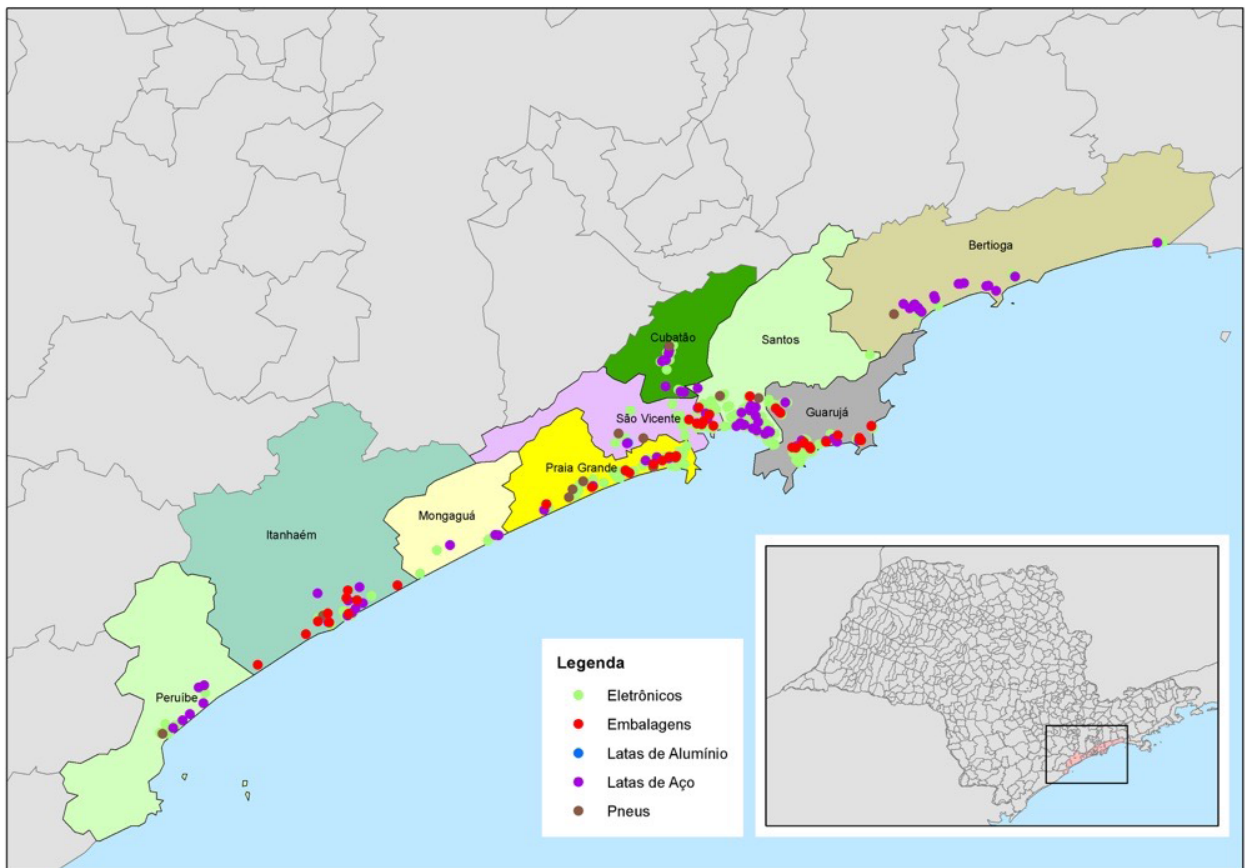 Bertioga
Cubatão
Santos
Guarujá
São Vicente
Praia Grande
Mongaguá
Itanhaém
Peruíbe
Legenda
Eletrônicos
Embalagens
Latas de Alumínio
Latas de Aço
Pneus